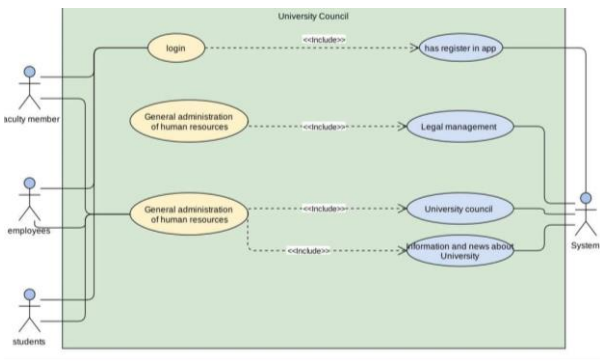 University Council
login
<<Include>>
has register in app
aculty member
General administration
of human resources
<<Include>>
Legal management
employees
General administration
of human resources
<<Include>>
University council
<<Include>>
Information and news about
University
System
students